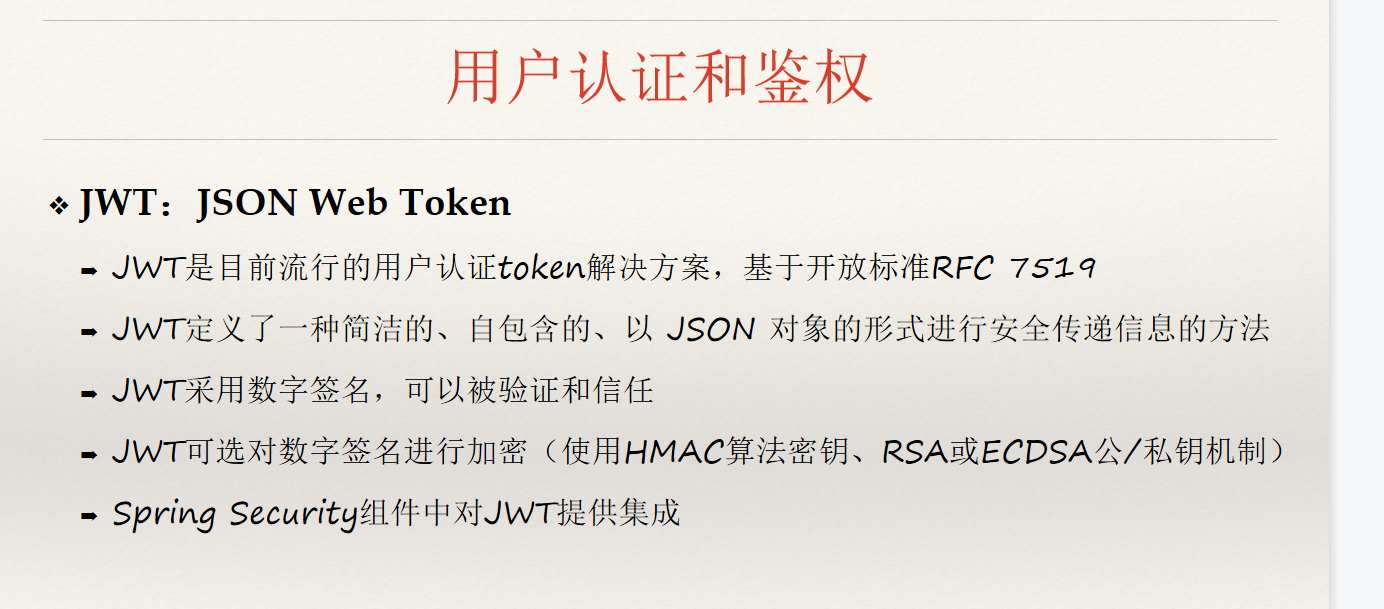 用户认证和鉴权
❖ JWT：JSON Web Token
➡ JWT是目前流行的用户认证token解决方案，基于开放标准RFC 7519
➡ JWT定义了一种简洁的、自包含的、以 JSON 对象的形式进行安全传递信息的方法
➡ JWT采用数字签名，可以被验证和信任
➡ JWT可选对数字签名进行加密（使用HMAC算法密钥、RSA或ECDSA公/私钥机制）
➡ Spring Security组件中对JWT提供集成